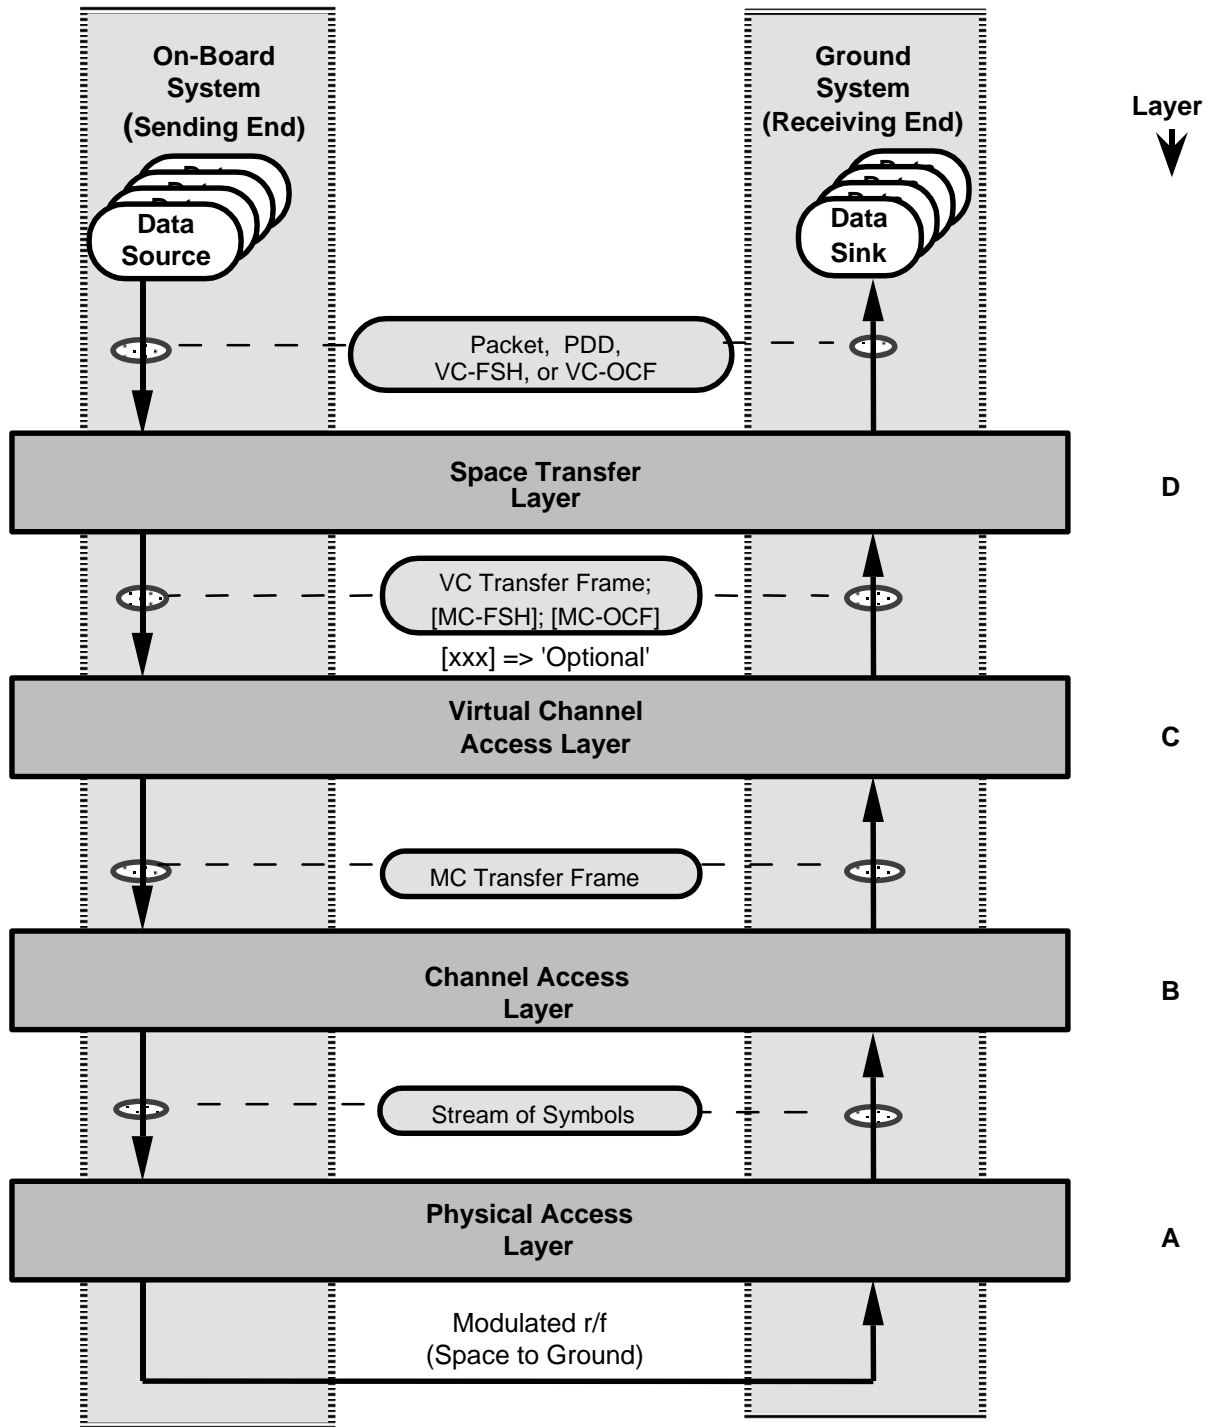 On-Board
System
(Sending End)
Ground
System
(Receiving End)
Layer
Data
Source
Data
Sink
Packet, PDD,
VC-FSH, or VC-OCF
Space Transfer
Layer
D
VC Transfer Frame;
[MC-FSH]; [MC-OCF]
[xxx] => 'Optional'
Virtual Channel
Access Layer
C
MC Transfer Frame
Channel Access
Layer
B
Stream of Symbols
Physical Access
Layer
A
Modulated r/f
(Space to Ground)